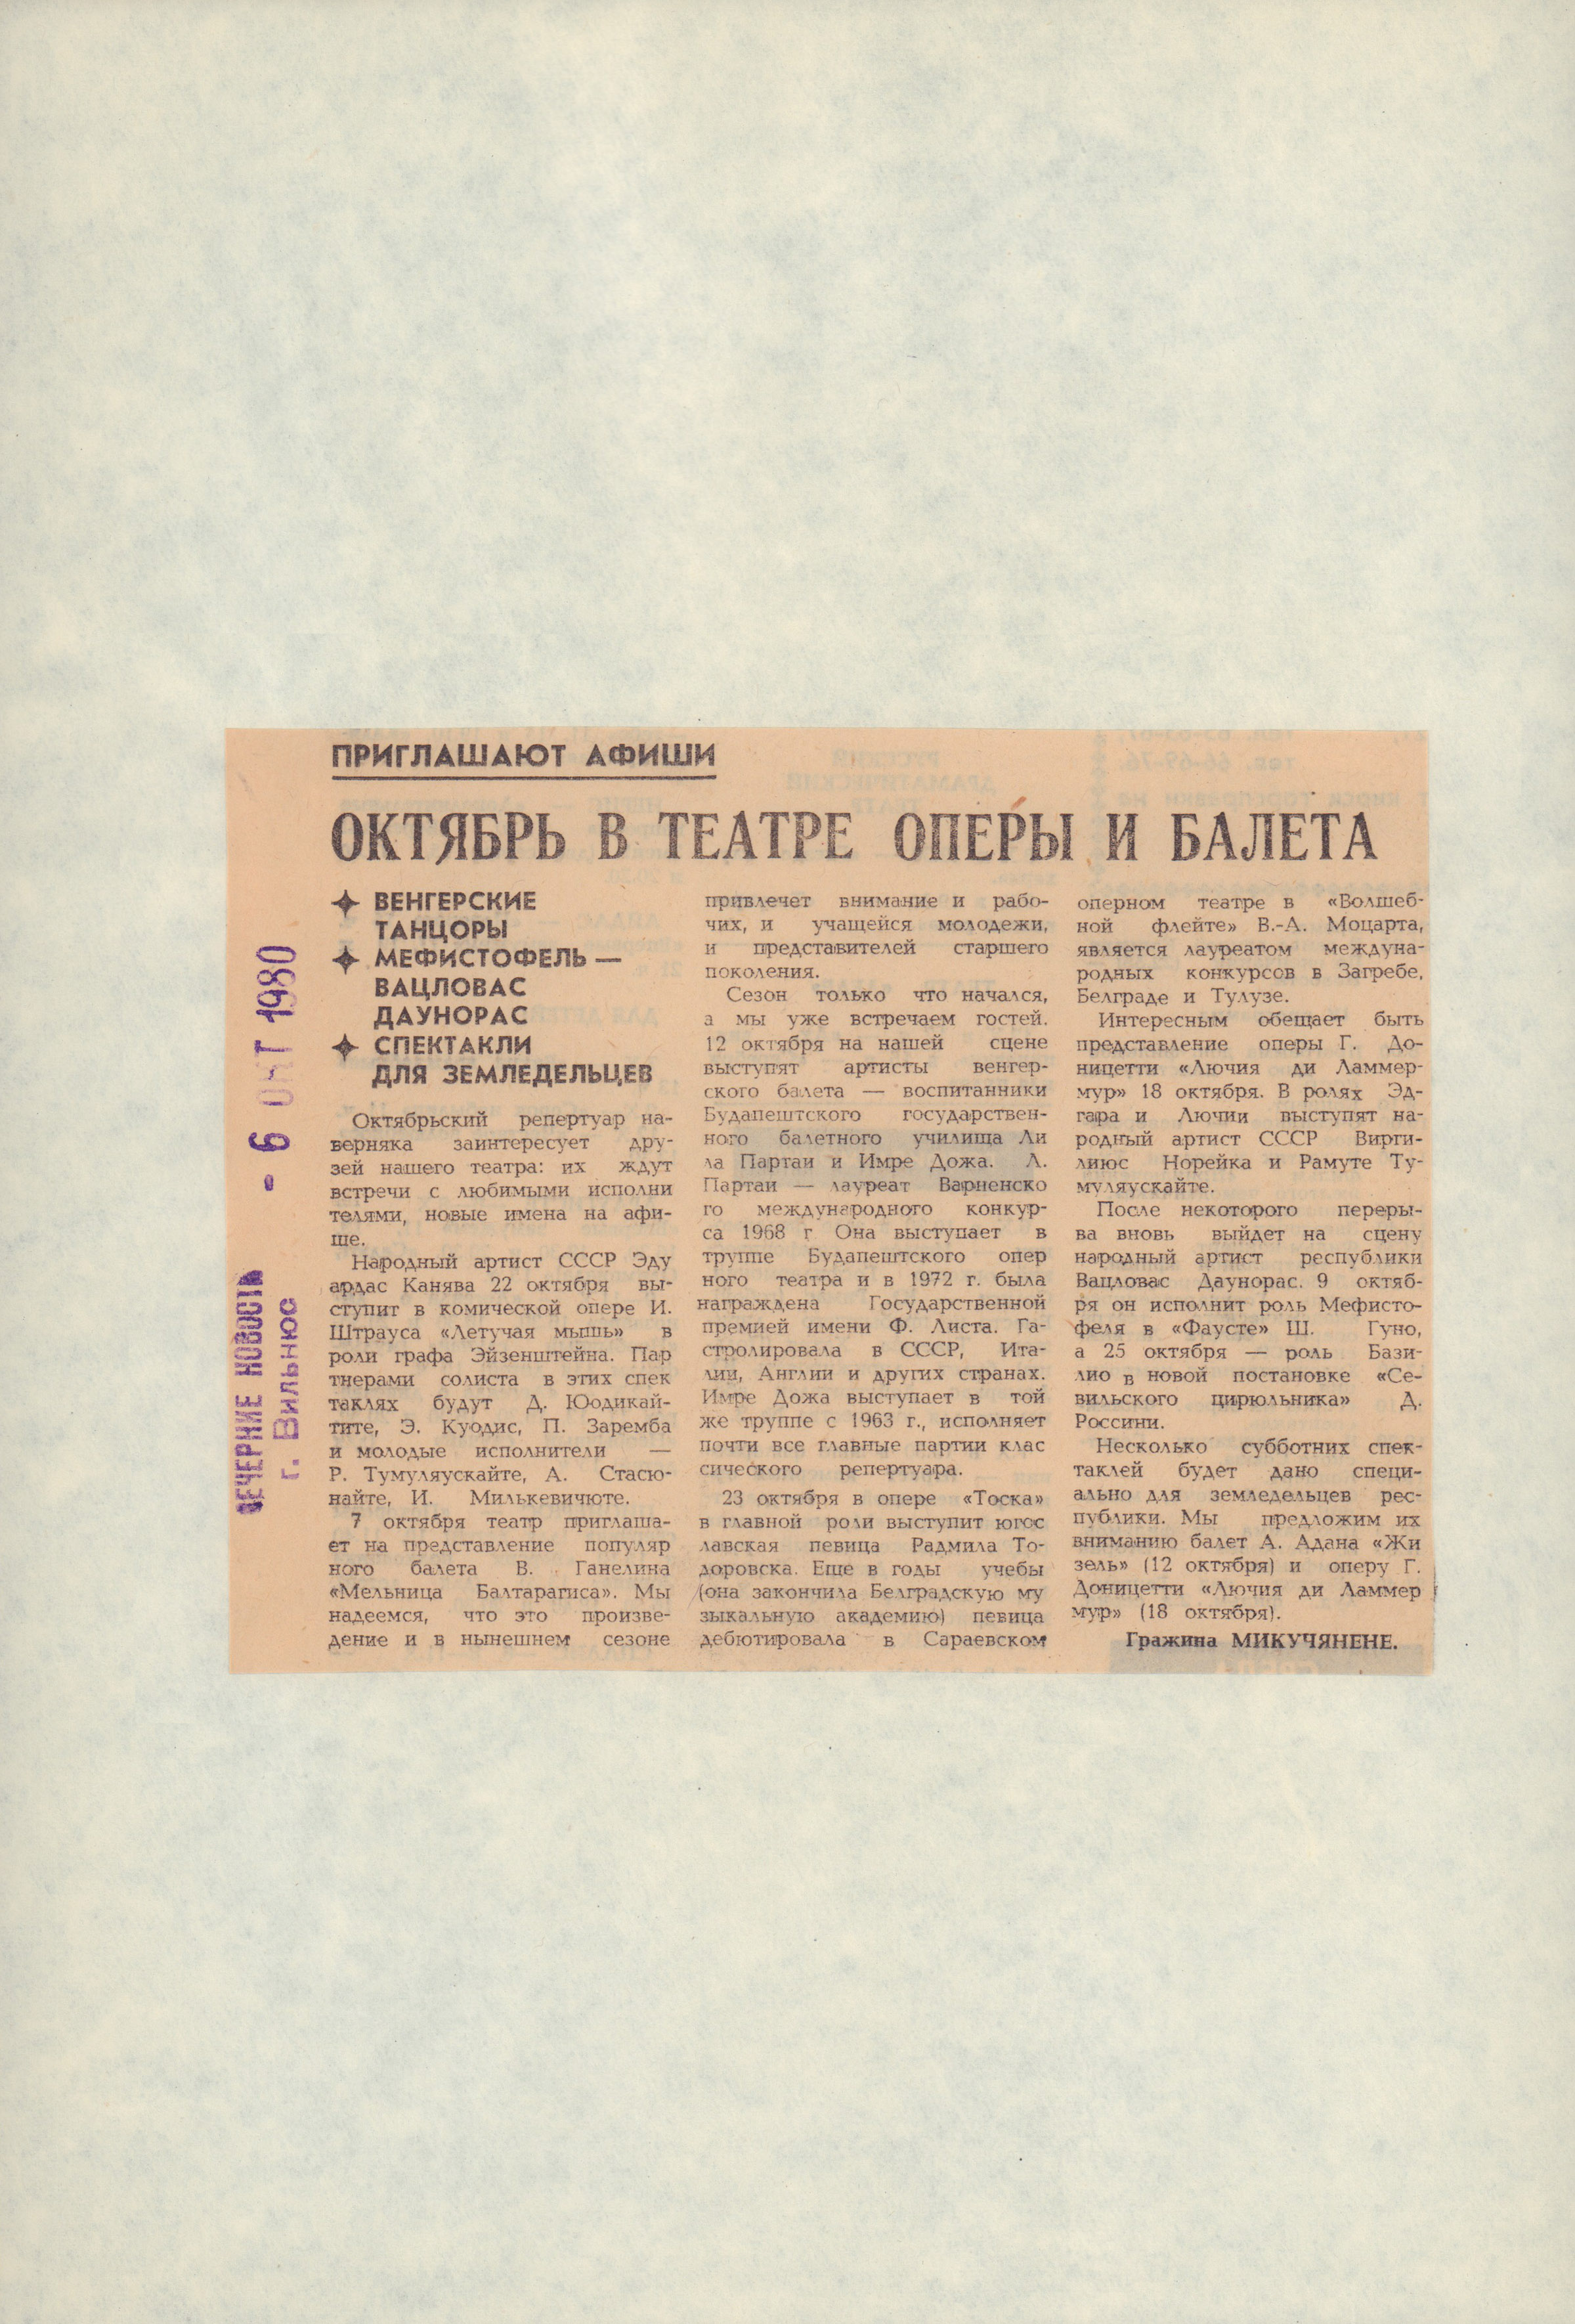 ПРИГЛАШАЮТ АФИШИ
ОКТЯБРЬ В ТЕАТРЕ ОПЕРЫ И БАЛЕТА
ВЕНГЕРСКИЕ
ТАНЦОРЫ
МЕФИСТОФЕЛЬ —
ВАЦЛОВАС
ДАУНОРАС
СПЕКТАКЛИ
ДЛЯ ЗЕМЛЕДЕЛЬЦЕВ
Октябрьский репертуар на-
верняка заинтересует дру-
зей нашего театра: их ждут
встречи с любимыми исполни
телями, новые имена на афи-
ше.
Народный артист СССР Эду
ардас Канява 22 октября вы-
ступит в комической опере И.
Штрауса «Летучая мышь» в
роли графа Эйзенштейна. Пар
тнерами солиста в этих спек
таклях будут Д. Юодикай-
тите, Э. Куодис, П. Заремба
и молодые исполнители —
Р. Тумуляускайте, А. Стасю-
найте, И. Милькевичюте.
7 октября театр приглаша-
ет на представление популяр
ного балета В. Ганелина
«Мельница Балтарагиса». Мы
надеемся, что это произве-
дение и в нынешнем сезоне
привлечет внимание и рабо-
чих, и учащейся молодежи,
и представителей старшего
поколения.
Сезон только что начался,
а мы уже встречаем гостей.
12 октября на нашей сцене
выступят артисты венгер-
ского балета — воспитанники
Будапештского государствен-
ного балетного училища Ли
ла Партаи и Имре Дожа. Л.
Партаи — лауреат Варненско
го международного конкур-
са 1968 г Она выступает в
труппе Будапештского опер
ного театра и в 1972 г. была
награждена Государственной
премией имени Ф. Листа. Га-
стролировала в СССР, Ита-
лии, Англии и других странах.
Имре Дожа выступает в той
же труппе с 1963 г., исполняет
почти все главные партии клас
сического репертуара.
23 октября в опере «Тоска»
в главной роли выступит югос
лавская певица Радмила То-
доровска. Еще в годы учебы
(она закончила Белградскую му
зыкальную академию) певица
дебютировала в Сараевском
оперном театре в «Волшеб-
ной флейте» В.-А. Моцарта,
является лауреатом междуна-
родных конкурсов в Загребе,
Белграде и Тулузе.
Интересным обещает быть
представление оперы Г. До-
ницетти «Лючия ди Ламмер-
мур» 18 октября. В ролях Эд-
гара и Лючии выступят на-
родный артист СССР Вирги-
лиюс Норейка и Рамуте Ту-
муляускайте.
После некоторого переры-
ва вновь выйдет на сцену
народный артист республики
Вацловас Даунорас. 9 октяб-
ря он исполнит роль Мефисто-
феля в «Фаусте» Ш. Гуно,
а 25 октября — роль Бази-
лио в новой постановке «Се-
вильского цирюльника» Д.
Россини.
Несколько субботних спек-
таклей будет дано специ-
ально для земледельцев рес-
публики. Мы предложим их
вниманию балет А. Адана «Жи
зель» (12 октября) и оперу Г.
Доницетти «Лючия ди Ламмер
мур» (18 октября).
Гражина МИКУЧЯНЕНЕ.
ВЕЧЕРНИЕ НОВОСТИ
г. Вильнюс
- 6 ОКТ 1980